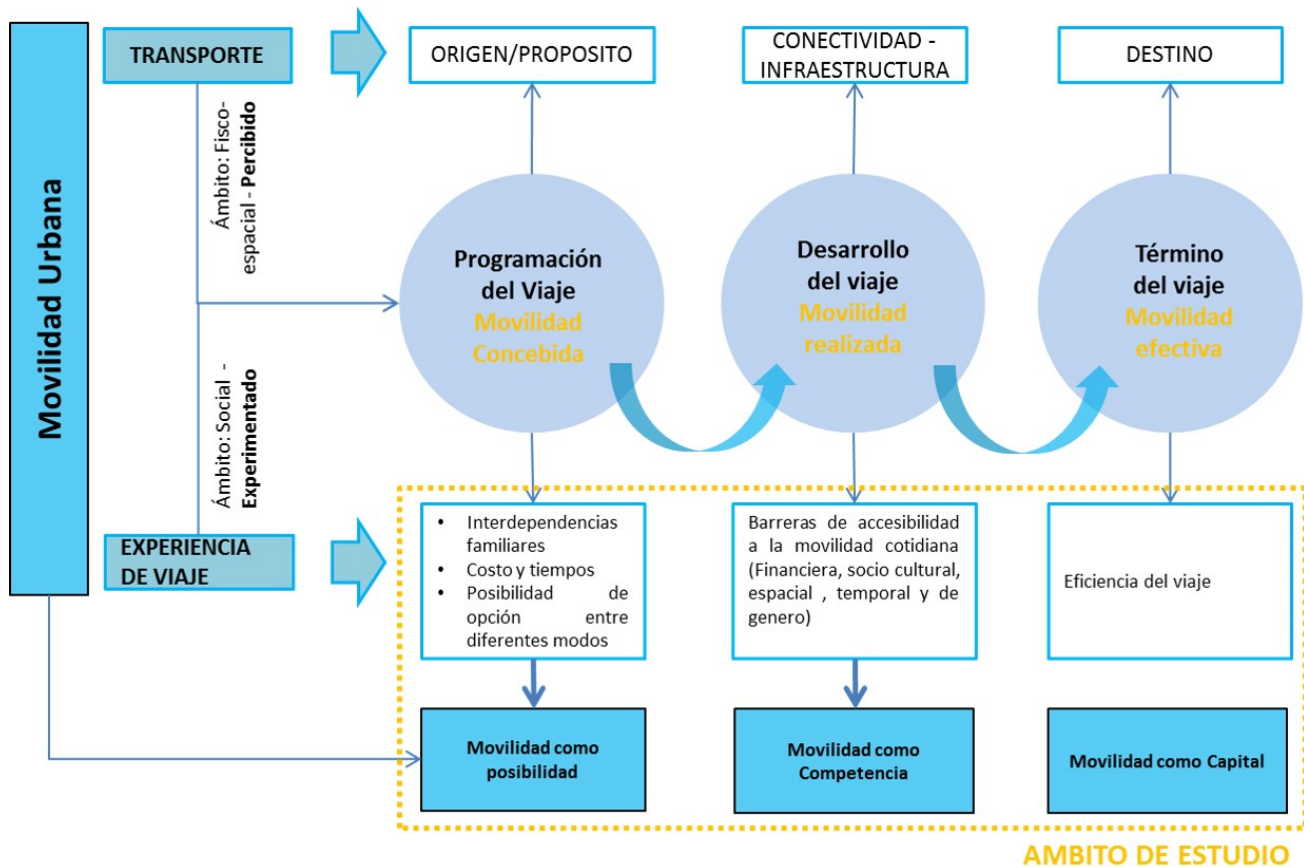 Movilidad Urbana
TRANSPORTE
Ámbito: Fisco-
espacial - Percibido
Ámbito: Social -
Experimentado
EXPERIENCIA
DE VIAJE
ORIGEN/PROPOSITO
CONECTIVIDAD -
INFRAESTRUCTURA
DESTINO
Programación
del Viaje
Movilidad
Concebida
Desarrollo
del viaje
Movilidad
realizada
Término
del viaje
Movilidad
efectiva
• Interdependencias
familiares
• Costo y tiempos
• Posibilidad de
opción entre
diferentes modos
Barreras de accesibilidad
a la movilidad cotidiana
(Financiera, socio cultural,
espacial , temporal y de
genero)
Eficiencia del viaje
Movilidad como
posibilidad
Movilidad como
Competencia
Movilidad como Capital
AMBITO DE ESTUDIO